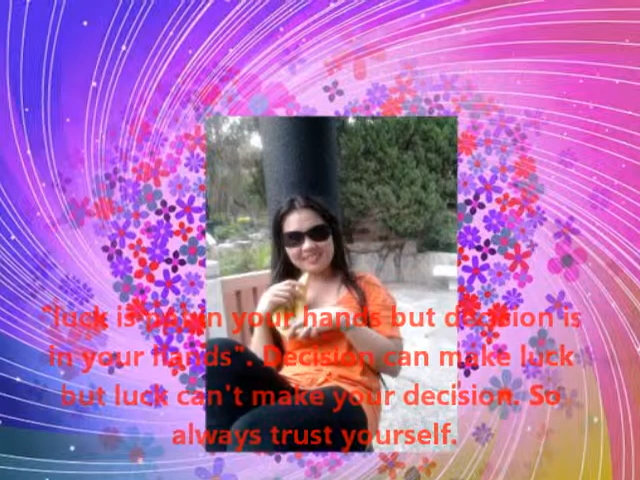 "luck is in your hands but decision is
in your hands". Decision can make luck
but luck can't make your decision. So
always trust yourself.